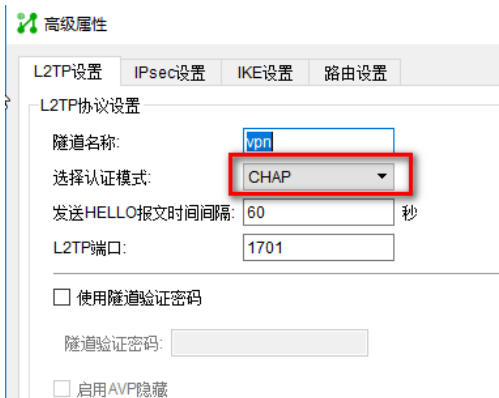 高级属性
L2TP设置 IPsec设置 IKE设置 路由设置
L2TP协议设置
隧道名称: vpn
选择认证模式: CHAP
发送HELLO报文时间间隔: 60 秒
L2TP端口: 1701
使用隧道验证密码
隧道验证密码:
启用AVP隐藏